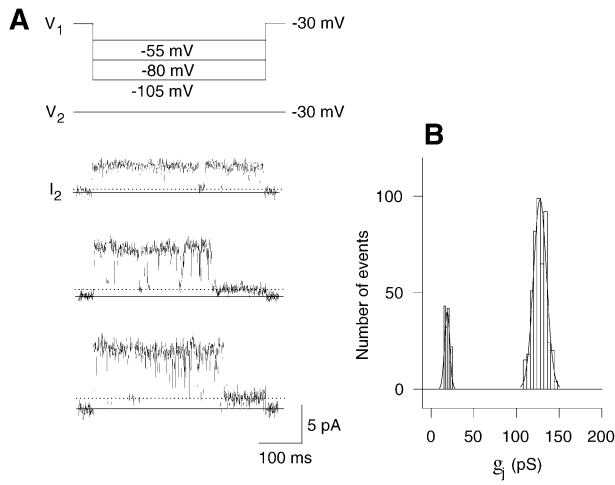 A
V1 -30 mV
-55 mV
-80 mV
-105 mV
V2 -30 mV
I2
5 pA
100 ms
B
Number of events
100
50
0
0 50 100 150 200
gj (pS)